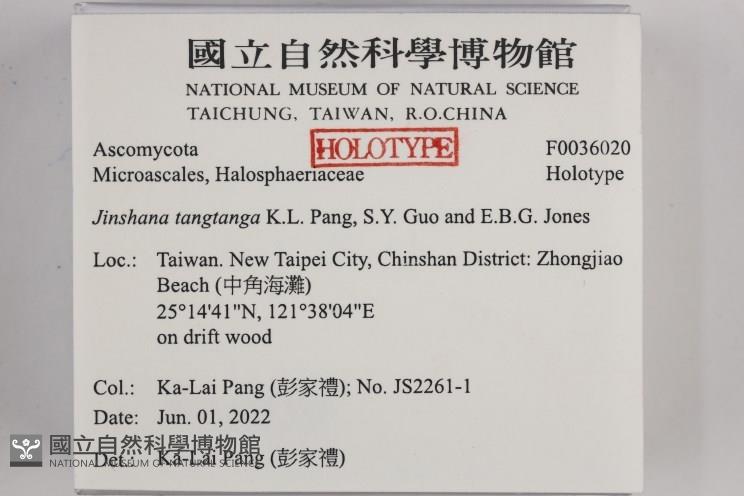 國立自然科學博物館
NATIONAL MUSEUM OF NATURAL SCIENCE
TAICHUNG, TAIWAN, R.O.CHINA
Ascomycota HOLOTYPE F0036020
Microascales, Halosphaeriaceae Holotype
Jinshana tangtanga K.L. Pang, S.Y. Guo and E.B.G. Jones
Loc.: Taiwan. New Taipei City, Chinshan District: Zhongjiao
Beach (中角海灘)
25°14'41"N, 121°38'04"E
on drift wood
Col.: Ka-Lai Pang (彭家禮); No. JS2261-1
Date: Jun. 01, 2022
Det.: Ka-Lai Pang (彭家禮)
國立自然科學博物館
NATIONAL MUSEUM OF NATURAL SCIENCE